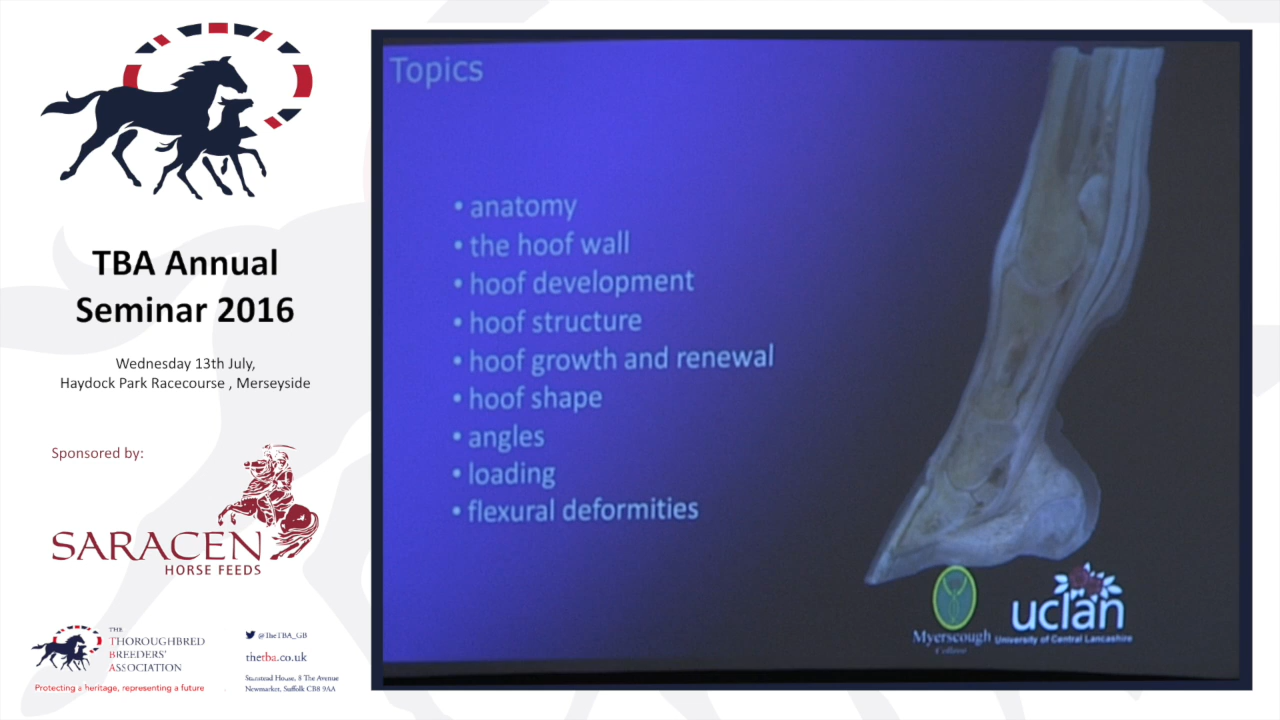 TBA Annual
Seminar 2016
Wednesday 13th July,
Haydock Park Racecourse , Merseyside
Sponsored by:
SARACEN
HORSE FEEDS
THE
THOROUGHBRED
BREEDERS'
ASSOCIATION
Protecting a heritage, representing a future
@TheTBA_GB
thetba.co.uk
Stanstead House, 8 The Avenue
Newmarket, Suffolk CB8 9AA
Topics
• anatomy
• the hoof wall
• hoof development
• hoof structure
• hoof growth and renewal
• hoof shape
• angles
• loading
• flexural deformities
Myerscough
College
uclan
University of Central Lancashire